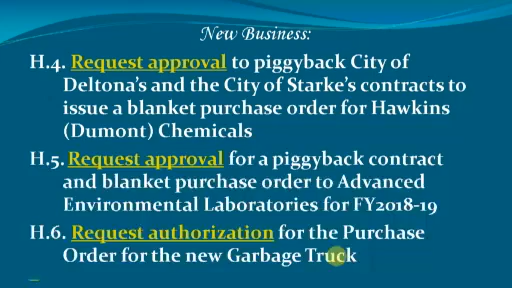 New Business:
H.4. Request approval to piggyback City of
Deltona's and the City of Starke's contracts to
issue a blanket purchase order for Hawkins
(Dumont) Chemicals
H.5. Request approval for a piggyback contract
and blanket purchase order to Advanced
Environmental Laboratories for FY2018-19
H.6. Request authorization for the Purchase
Order for the new Garbage Truck